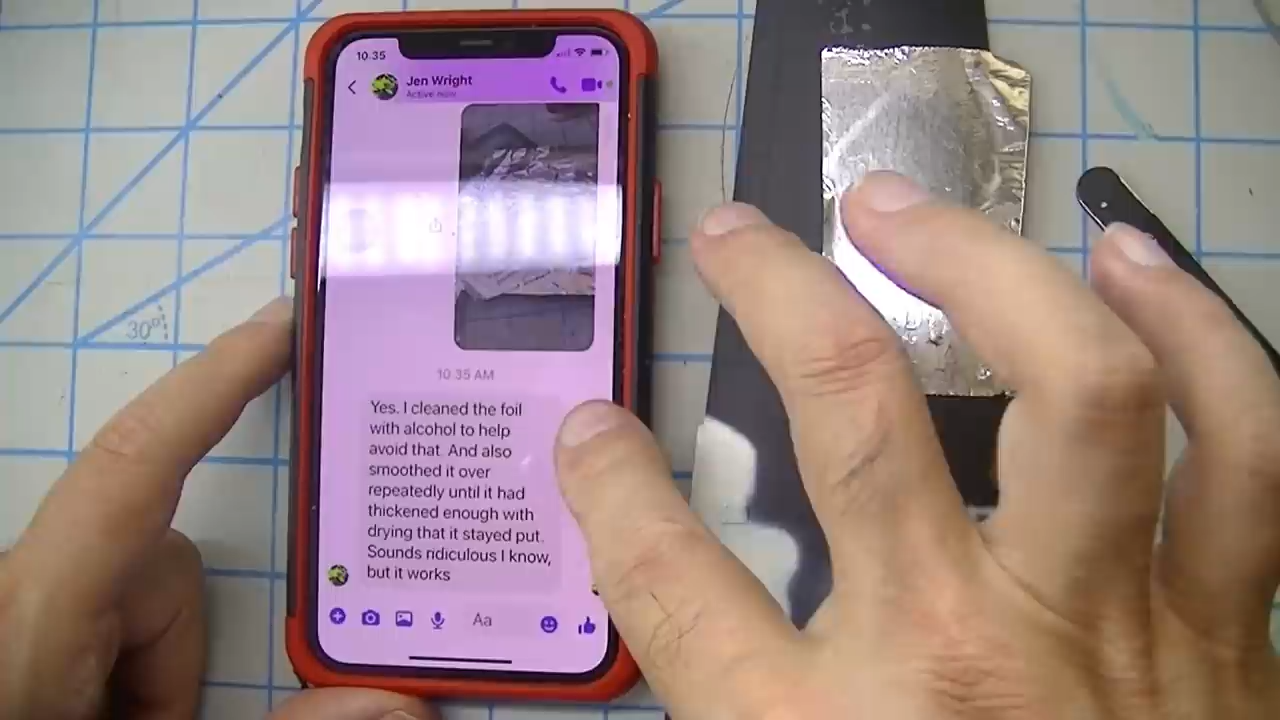 10.35
Jen Wright
Active now
10:35 AM
Yes. I cleaned the foil
with alcohol to help
avoid that. And also
smoothed it over
repeatedly until it had
thickened enough with
drying that it stayed put.
Sounds ridiculous I know,
but it works
Aa
30°